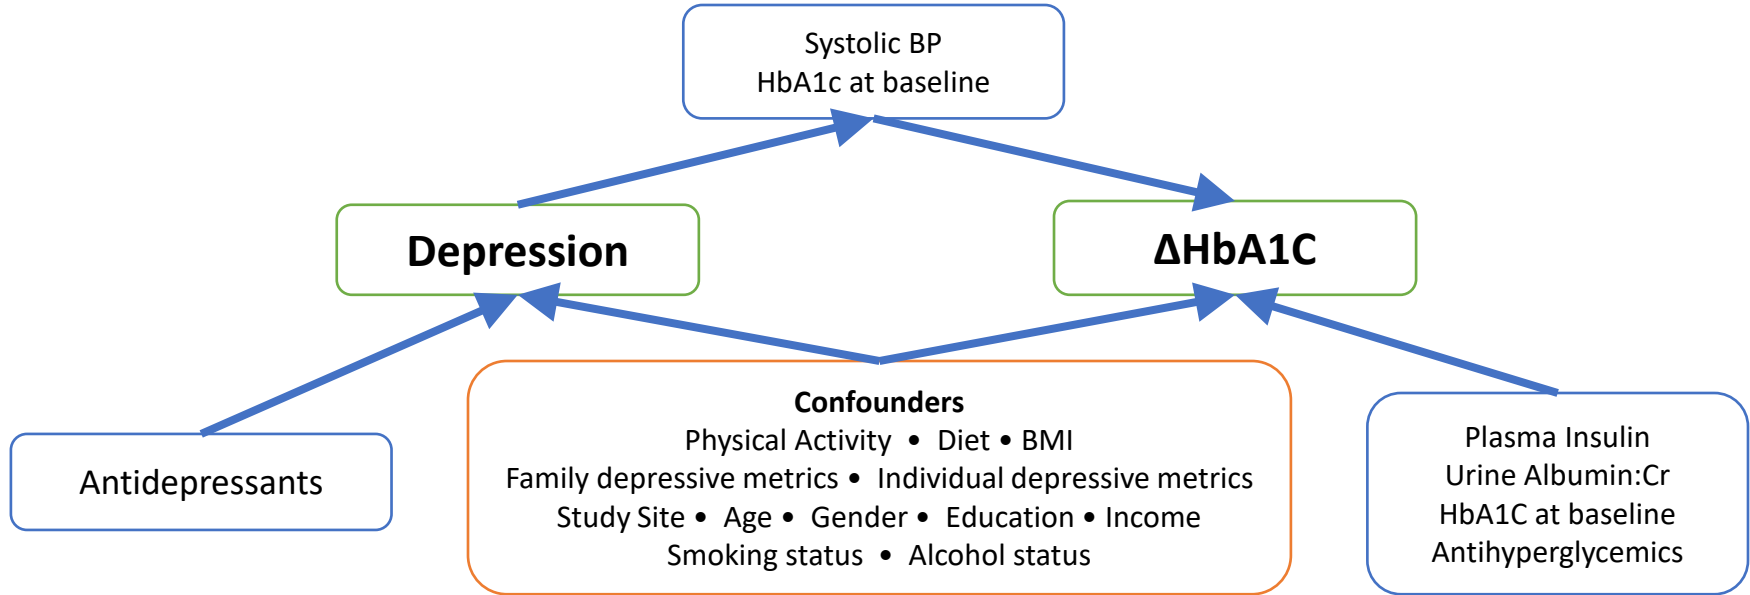 Systolic BP
HbA1c at baseline
Depression
ΔHbA1C
Antidepressants
Confounders
Physical Activity • Diet • BMI
Family depressive metrics • Individual depressive metrics
Study Site • Age • Gender • Education • Income
Smoking status • Alcohol status
Plasma Insulin
Urine Albumin:Cr
HbA1C at baseline
Antihyperglycemics